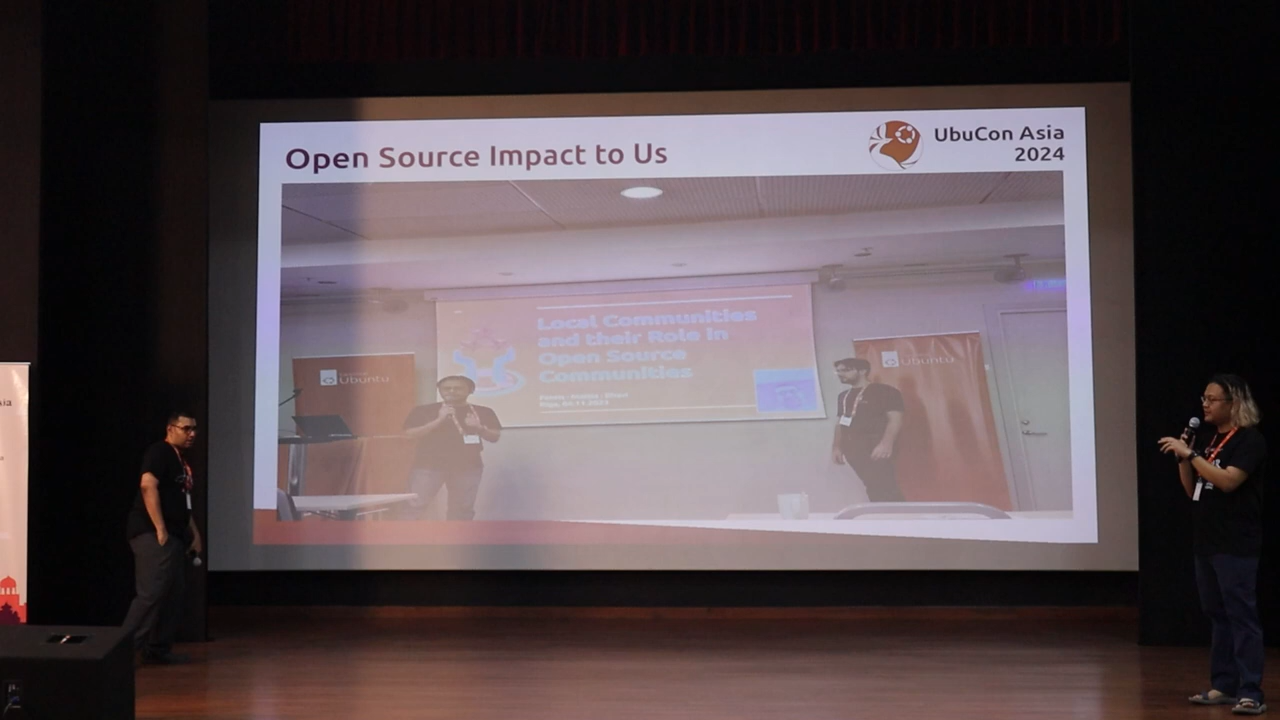 Open Source Impact to Us
UbuCon Asia
2024
Local Communities
and their Role in
Open Source
Communities
Ubuntu
Ubuntu